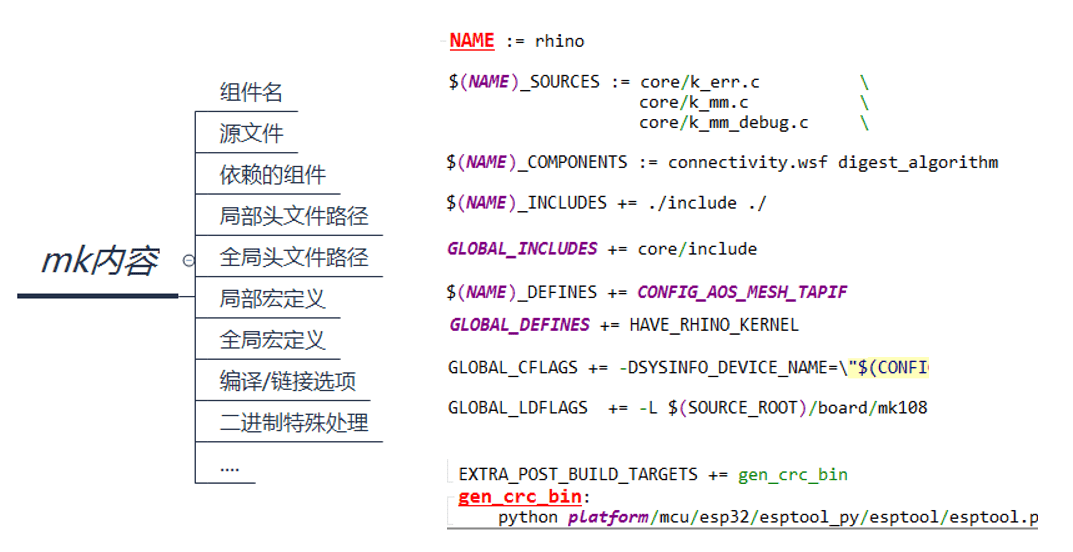 mk内容
组件名
源文件
依赖的组件
局部头文件路径
全局头文件路径
局部宏定义
全局宏定义
编译/链接选项
二进制特殊处理
....
NAME := rhino
$(NAME)_SOURCES := core/k_err.c \
core/k_mm.c \
core/k_mm_debug.c \
$(NAME)_COMPONENTS := connectivity.wsf digest_algorithm
$(NAME)_INCLUDES += ./include ./
GLOBAL_INCLUDES += core/include
$(NAME)_DEFINES += CONFIG_AOS_MESH_TAPIF
GLOBAL_DEFINES += HAVE_RHINO_KERNEL
GLOBAL_CFLAGS += -DSYSINFO_DEVICE_NAME=\"$(CONFI
GLOBAL_LDFLAGS += -L $(SOURCE_ROOT)/board/mk108
EXTRA_POST_BUILD_TARGETS += gen_crc_bin
gen_crc_bin:
python platform/mcu/esp32/esptool_py/esptool/esptool.p